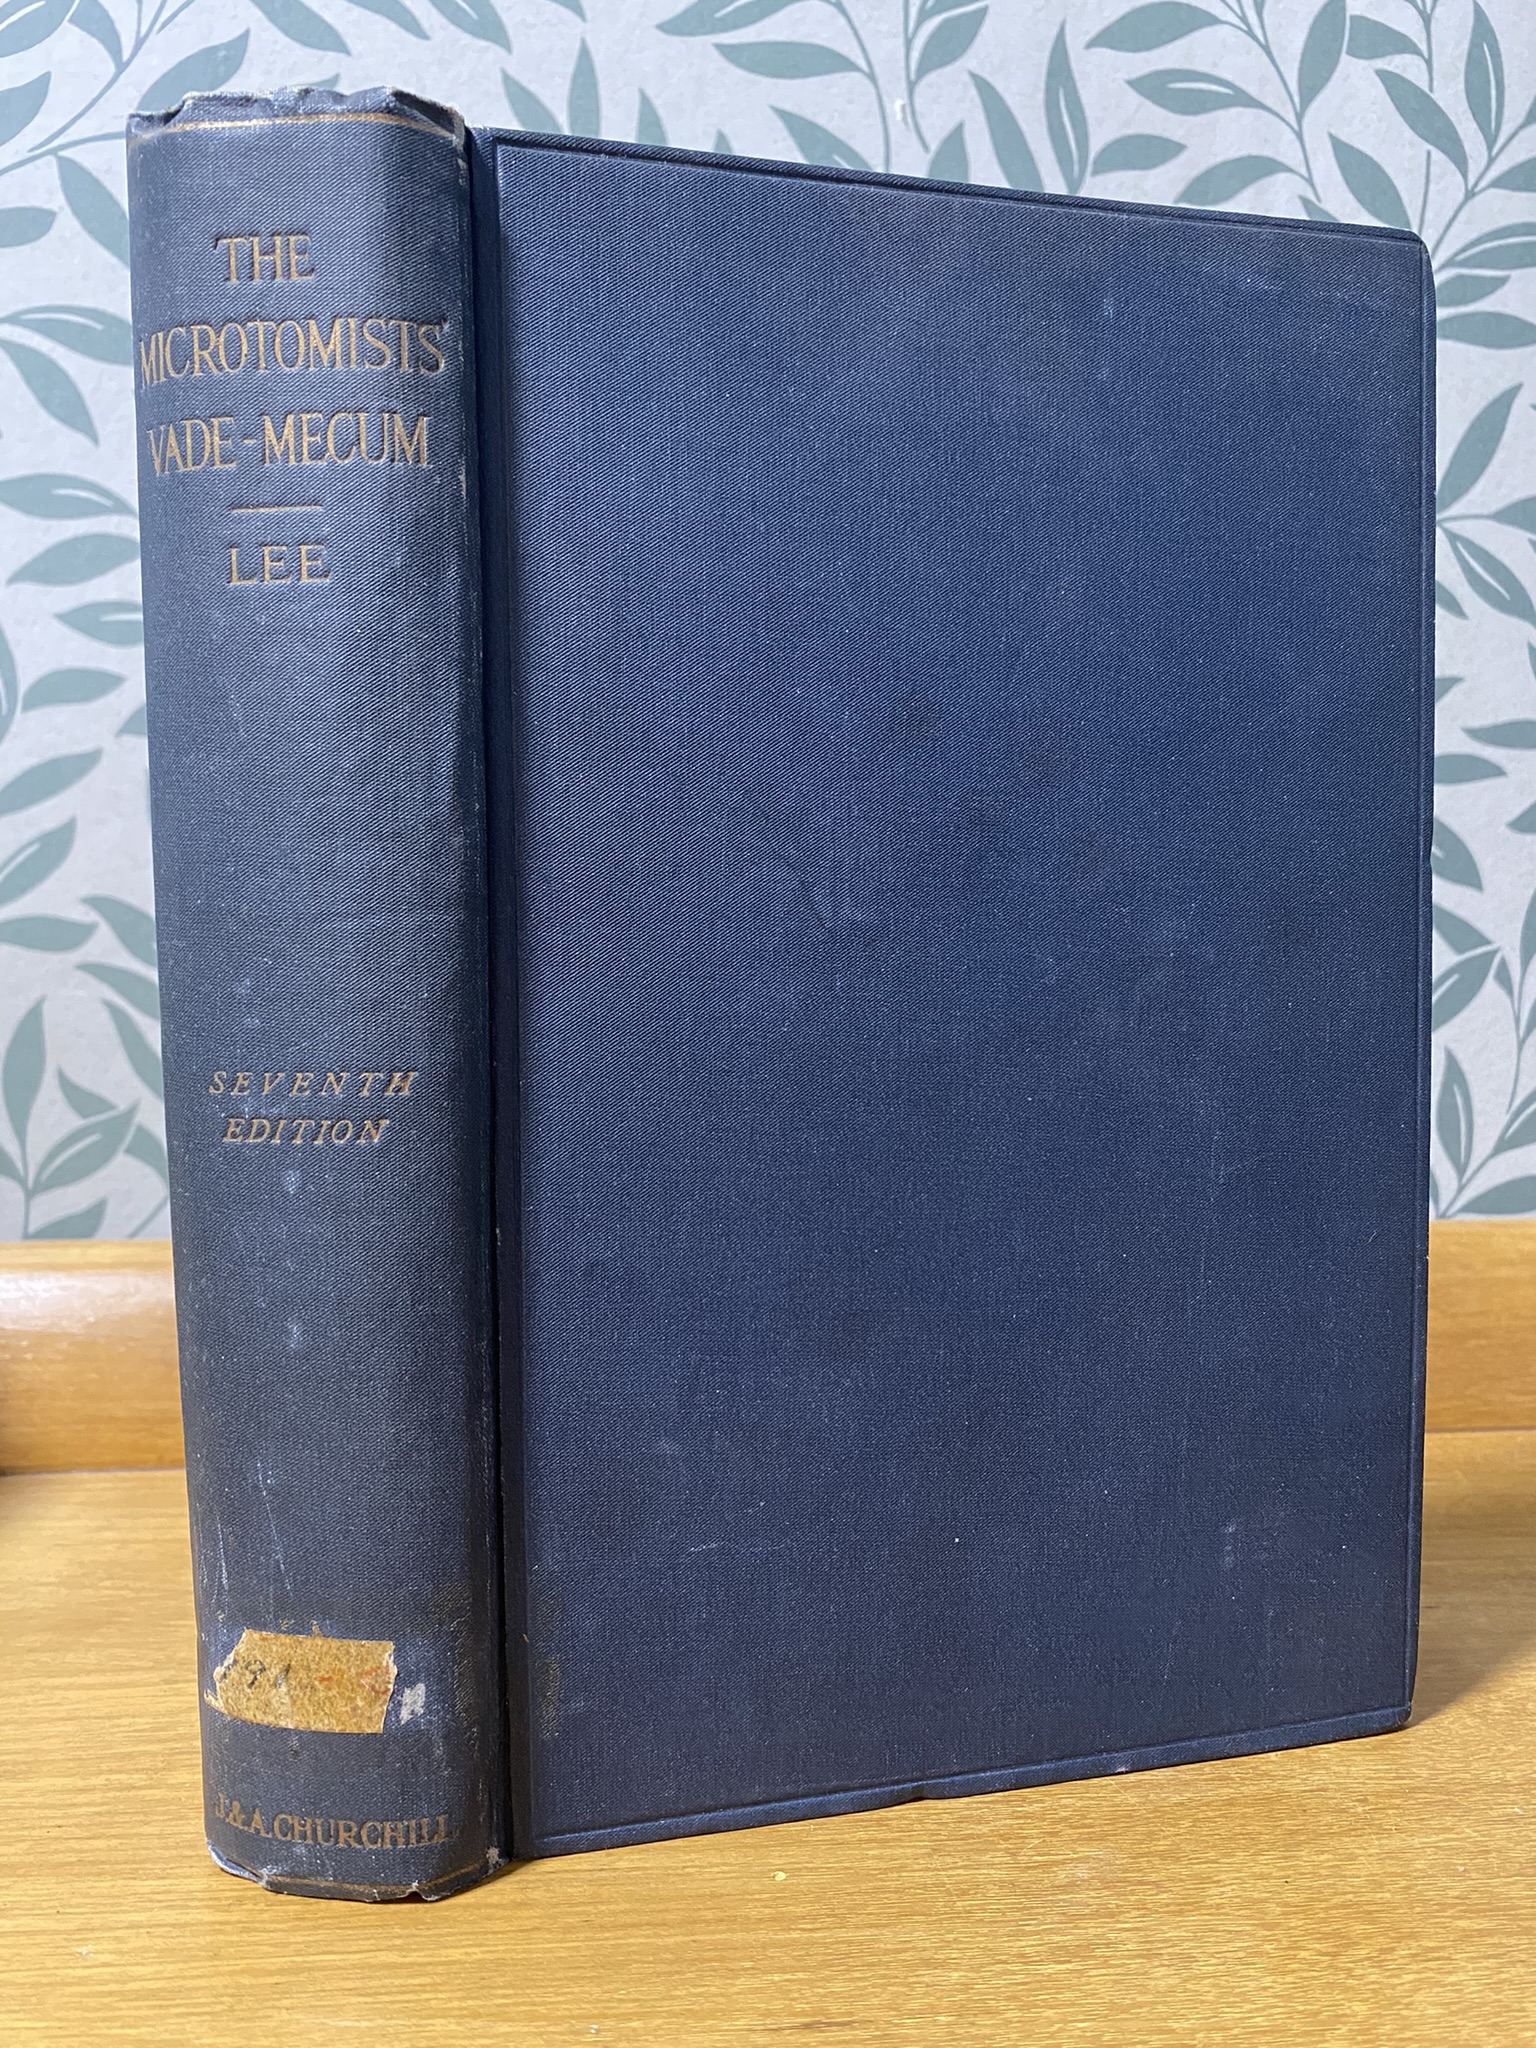 THE
MICROTOMISTS'
VADE-MECUM
LEE
SEVENTH
EDITION
J.&A.CHURCHILL